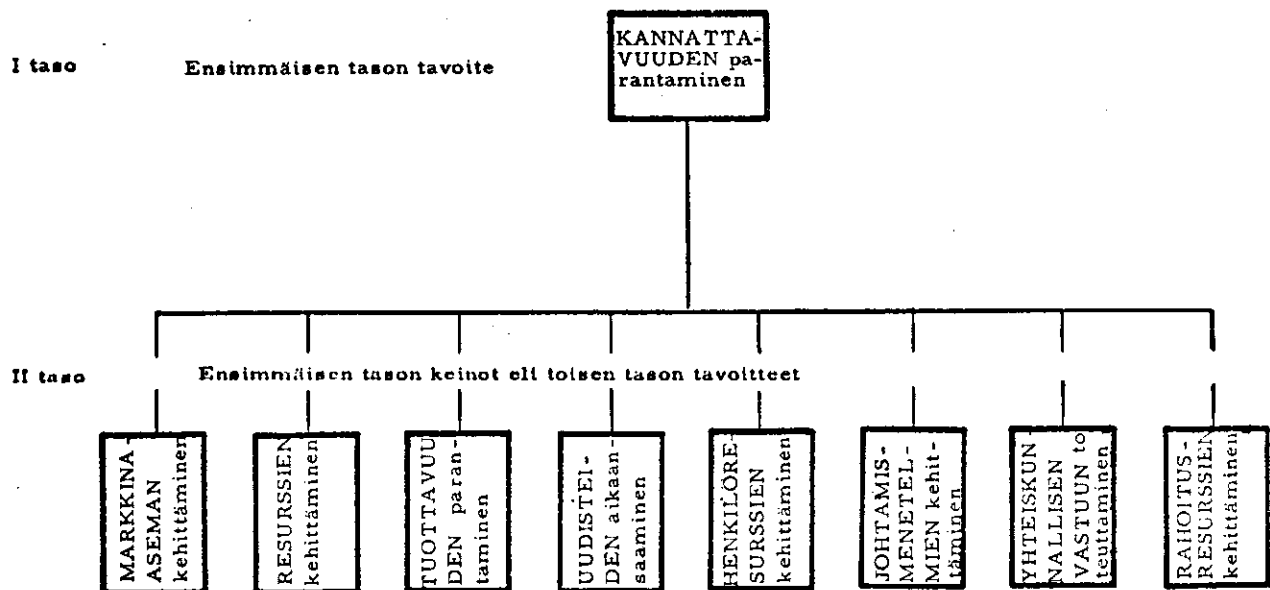 KANNATTA-
VUUDEN pa-
rantaminen
I taso
Ensimmäisen tason tavoite
II taso
Ensimmäisen tason keinot eli toisen tason tavoitteet
MARKKINA-
ASEMAN
kehittäminen
RESURSSIEN
kehittäminen
TUOTTAVUU
DEN paran-
taminen
UUDISTEI-
DEN aikaan-
saaminen
HENKILÖRE-
SURSSIEN
kehittäminen
JOHTAMIS-
MENETEL-
MIEN kehit-
täminen
YHTEISKUN
NALLISEN
VASTUUN to
teuttaminen
RAHOITUS-
RESURSSIEN
kehittäminen